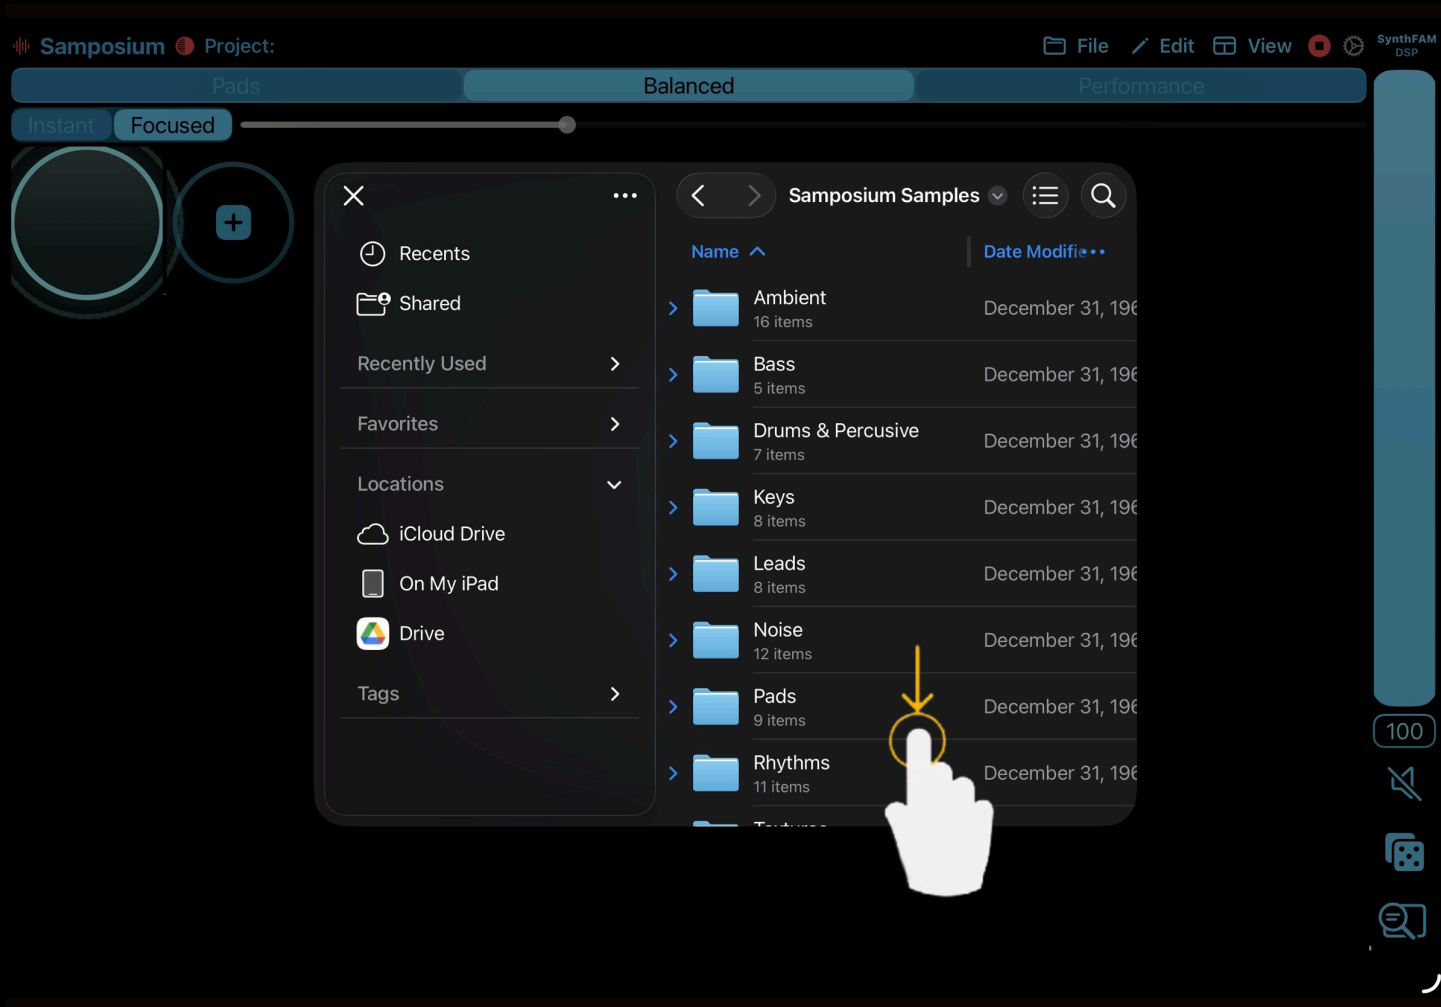 Samposium Project:
File Edit View
SynthFAM
DSP
Pads Balanced Performance
Instant Focused
Samposium Samples
Recents
Shared
Recently Used
Favorites
Locations
iCloud Drive
On My iPad
Drive
Tags
Name Date Modifi
Ambient
16 items
December 31, 196
Bass
5 items
December 31, 196
Drums & Percusive
7 items
December 31, 196
Keys
8 items
December 31, 196
Leads
8 items
December 31, 196
Noise
12 items
December 31, 196
Pads
9 items
December 31, 196
Rhythms
11 items
December 31, 196
100